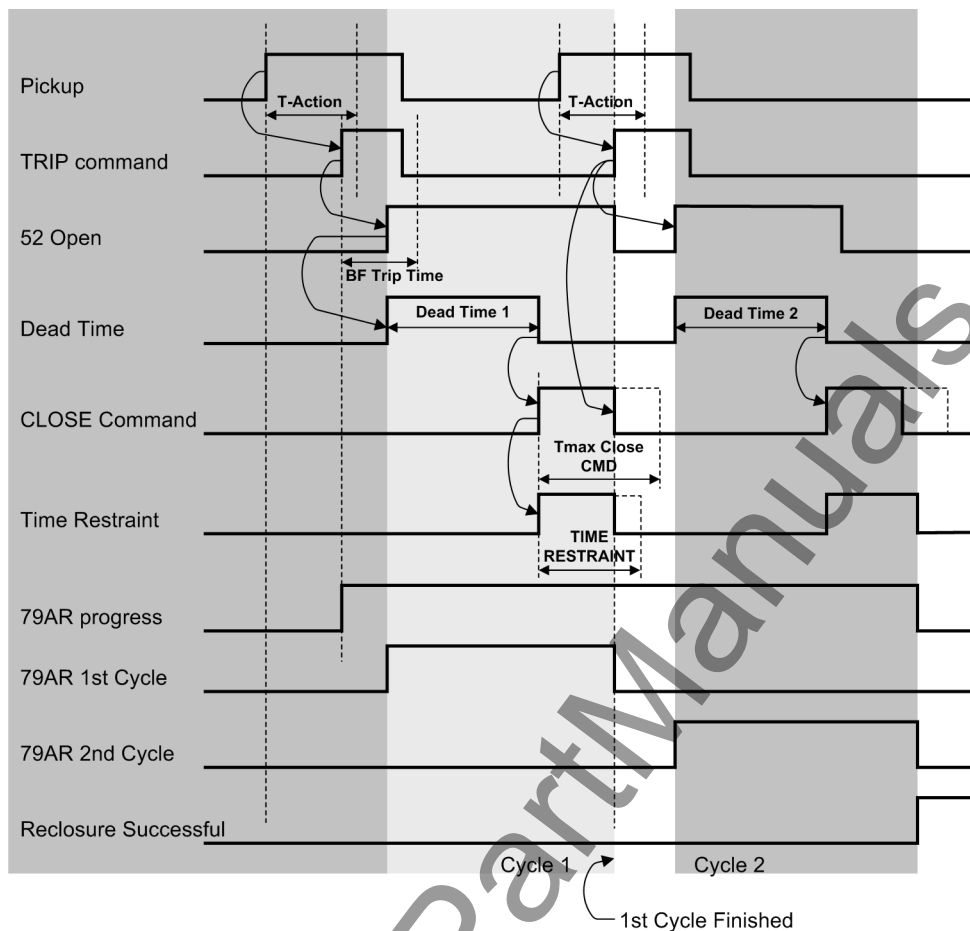 Pickup
T-Action
T-Action
TRIP command
52 Open
BF Trip Time
Dead Time
Dead Time 1
Dead Time 2
CLOSE Command
Tmax Close
CMD
Time Restraint
TIME
RESTRAINT
79AR progress
79AR 1st Cycle
79AR 2nd Cycle
Reclosure Successful
Cycle 1
Cycle 2
1st Cycle Finished
PartManuals